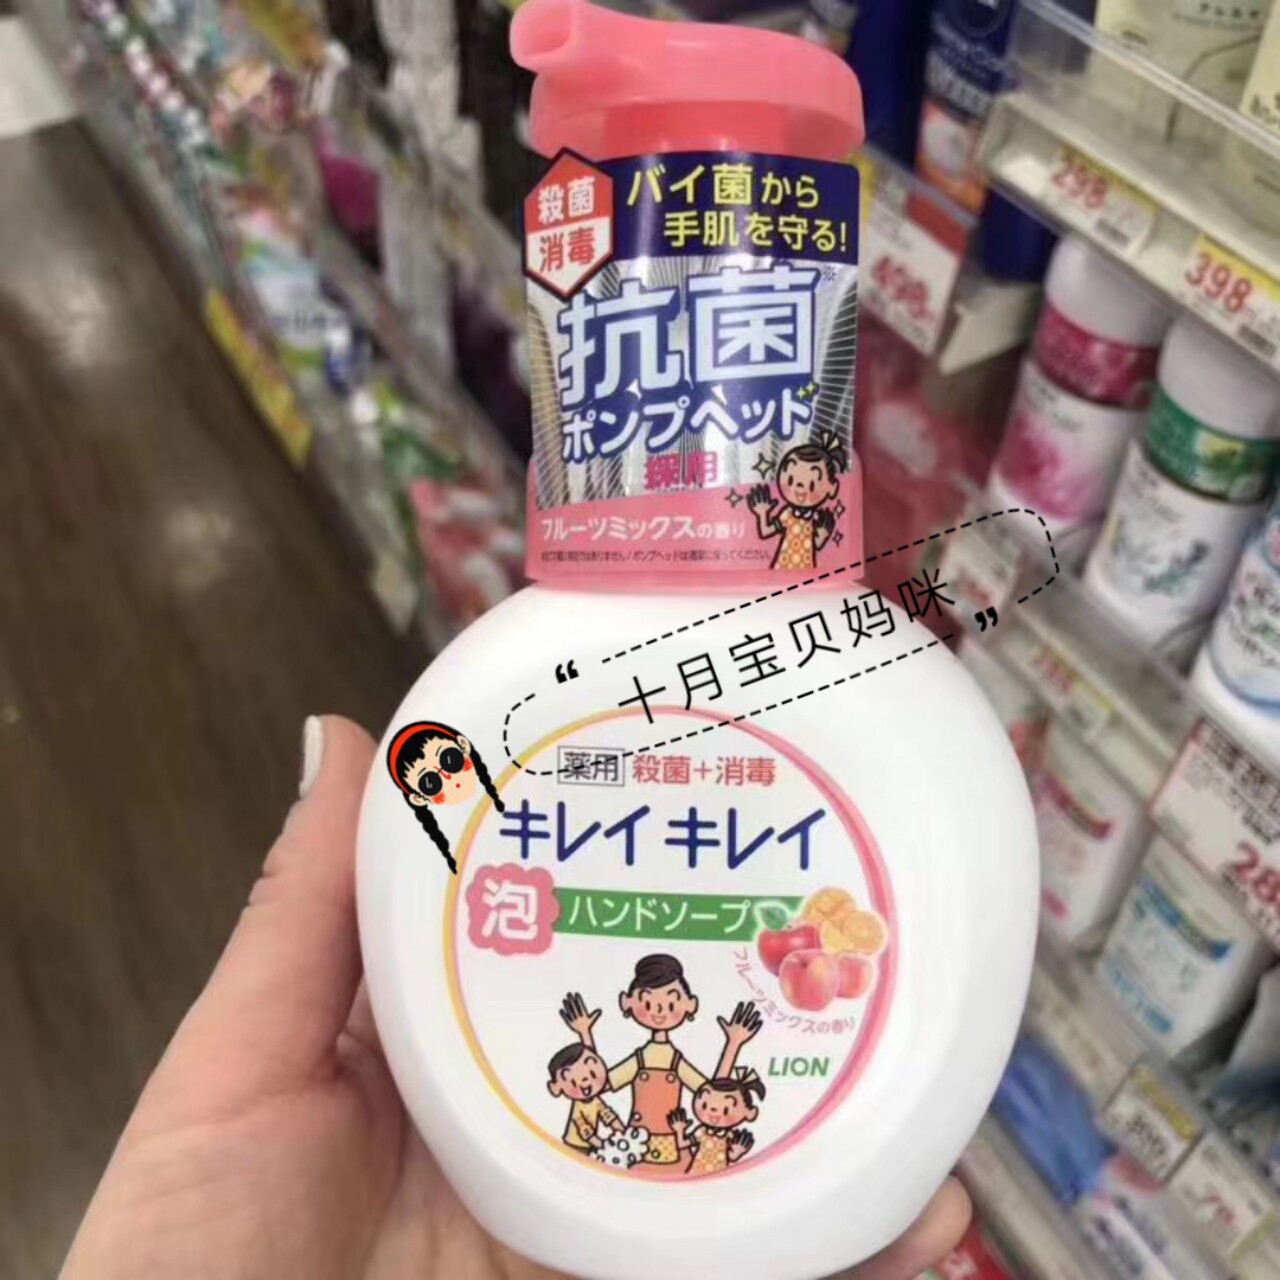 殺菌
消毒
バイ菌から
手肌を守る!
抗菌※
ポンプヘッド
採用
フルーツミックスの香り
“十月宝贝妈咪”
薬用 殺菌+消毒
キレイキレイ
泡 ハンドソープ
フルーツミックスの香り
LION
298
498
398